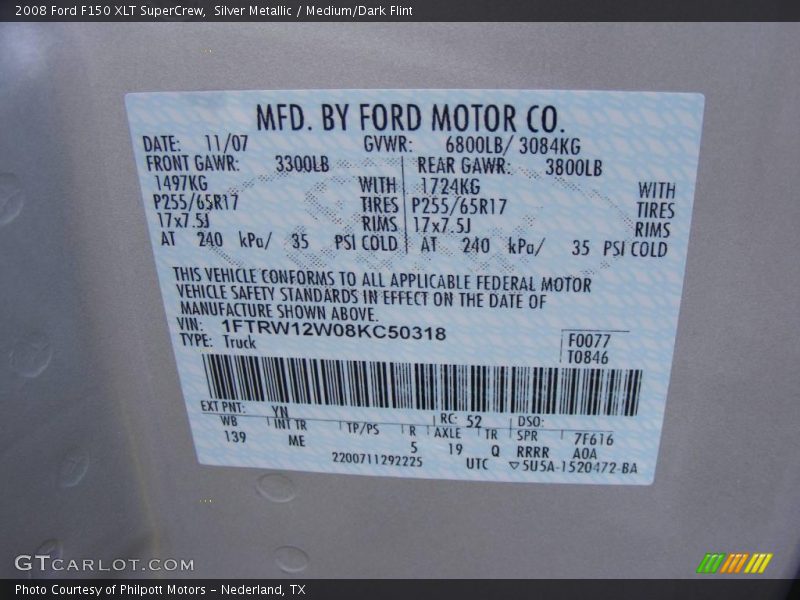 2008 Ford F150 XLT SuperCrew,  Silver Metallic / Medium/Dark Flint
MFD. BY FORD MOTOR CO.
DATE: 11/07 GVWR: 6800LB/ 3084KG
FRONT GAWR: 3300LB REAR GAWR: 3800LB
1497KG WITH 1724KG WITH
P255/65R17 TIRES P255/65R17 TIRES
17x7.5J RIMS 17x7.5J RIMS
AT 240 kPa/ 35 PSI COLD AT 240 kPa/ 35 PSI COLD
THIS VEHICLE CONFORMS TO ALL APPLICABLE FEDERAL MOTOR
VEHICLE SAFETY STANDARDS IN EFFECT ON THE DATE OF
MANUFACTURE SHOWN ABOVE.
VIN: 1FTRW12W08KC50318
TYPE: Truck
F0077
T0846
EXT PNT: YN RC: 52 DSO:
WB INT TR TP/PS R AXLE TR SPR 7F616
139 ME 5 19 Q RRRR A0A
2200711292225 UTC ▽5U5A-1520472-BA
GTCARLOT.COM
Photo Courtesy of Philpott Motors - Nederland, TX